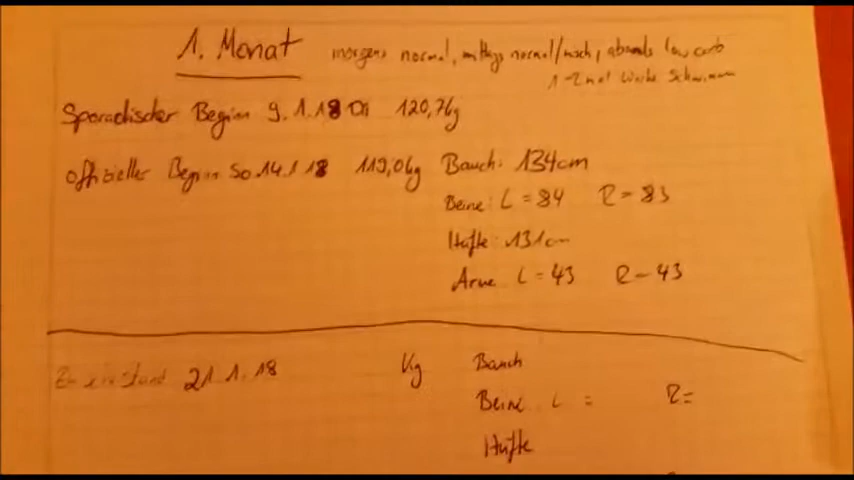 1. Monat morgens normal, mittags normal/nach, abends low carb
1-2 mal Woche Schwimmen
Sporadischer Beginn 9.1.18 Di 120,7kg
offizieller Beginn So 14.1.18 119,0kg Bauch: 134cm
Beine: L = 84 R = 83
Hüfte: 131cm
Arme L = 43 R - 43
stand 21.1.18 Kg Bauch
Beine L = R=
Hüfte